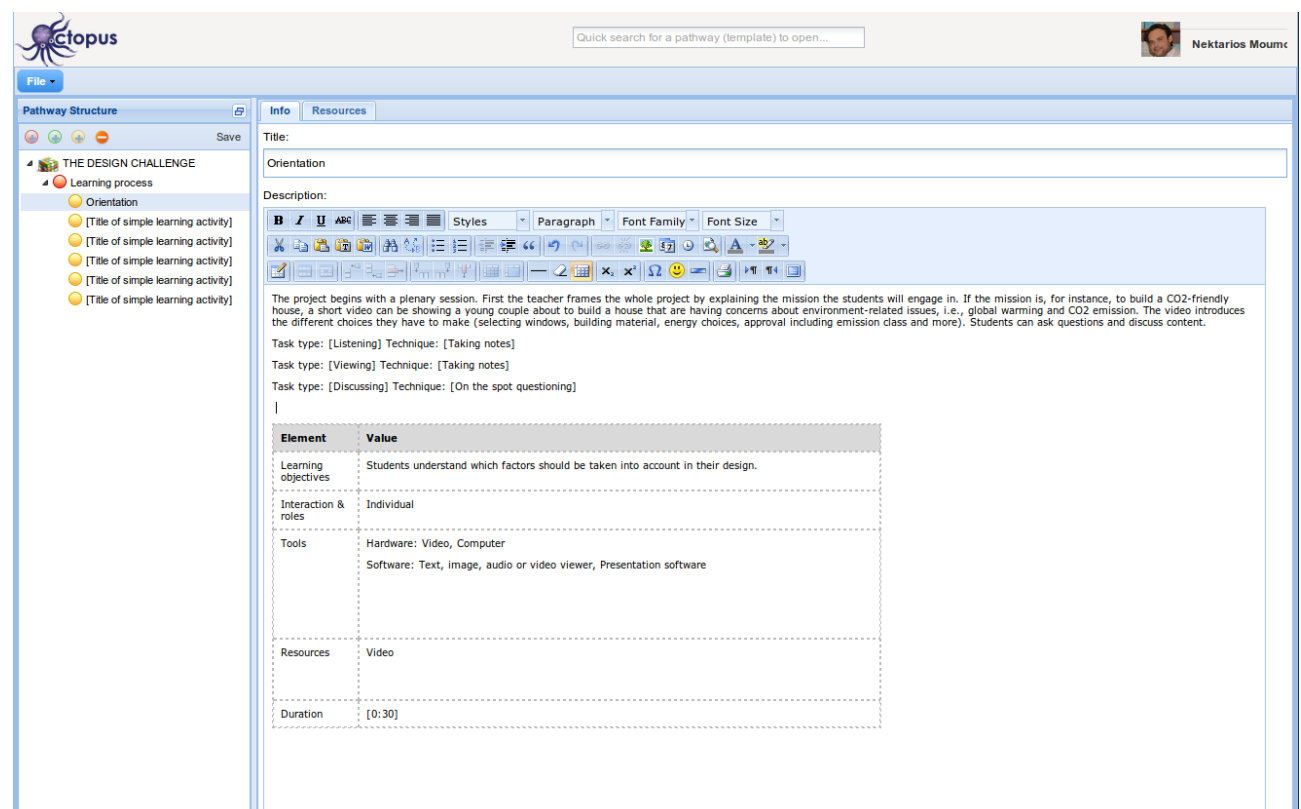 Octopus
Quick search for a pathway (template) to open...
Nektarios Moumo
File
Pathway Structure
Info Resources
Save
Title:
THE DESIGN CHALLENGE
Orientation
Learning process
Orientation
Description:
[Title of simple learning activity]
[Title of simple learning activity]
[Title of simple learning activity]
[Title of simple learning activity]
[Title of simple learning activity]
B I U ABC Styles Paragraph Font Family Font Size
The project begins with a plenary session. First the teacher frames the whole project by explaining the mission the students will engage in. If the mission is, for instance, to build a CO2-friendly
house, a short video can be showing a young couple about to build a house that are having concerns about environment-related issues, i.e., global warming and CO2 emission. The video introduces
the different choices they have to make (selecting windows, building material, energy choices, approval including emission class and more). Students can ask questions and discuss content.
Task type: [Listening] Technique: [Taking notes]
Task type: [Viewing] Technique: [Taking notes]
Task type: [Discussing] Technique: [On the spot questioning]
Element Value
Learning objectives Students understand which factors should be taken into account in their design.
Interaction & roles Individual
Tools Hardware: Video, Computer
Software: Text, image, audio or video viewer, Presentation software
Resources Video
Duration [0:30]